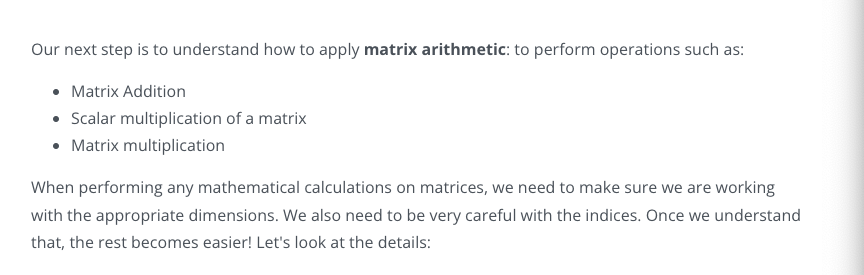 Our next step is to understand how to apply matrix arithmetic: to perform operations such as:
• Matrix Addition
• Scalar multiplication of a matrix
• Matrix multiplication
When performing any mathematical calculations on matrices, we need to make sure we are working
with the appropriate dimensions. We also need to be very careful with the indices. Once we understand
that, the rest becomes easier! Let's look at the details: